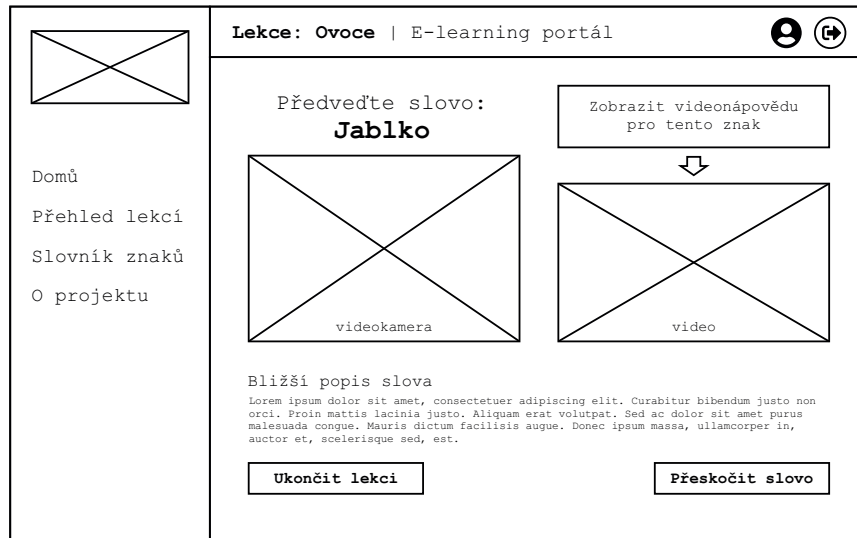 Lekce: Ovoce | E-learning portál
Domů
Přehled lekcí
Slovník znaků
O projektu
Předveďte slovo:
Jablko
videokamera
Zobrazit videonápovědu
pro tento znak
video
Bližší popis slova
Lorem ipsum dolor sit amet, consectetuer adipiscing elit. Curabitur bibendum justo non
orci. Proin mattis lacinia justo. Aliquam erat volutpat. Sed ac dolor sit amet purus
malesuada congue. Mauris dictum facilisis augue. Donec ipsum massa, ullamcorper in,
auctor et, scelerisque sed, est.
Ukončit lekci
Přeskočit slovo